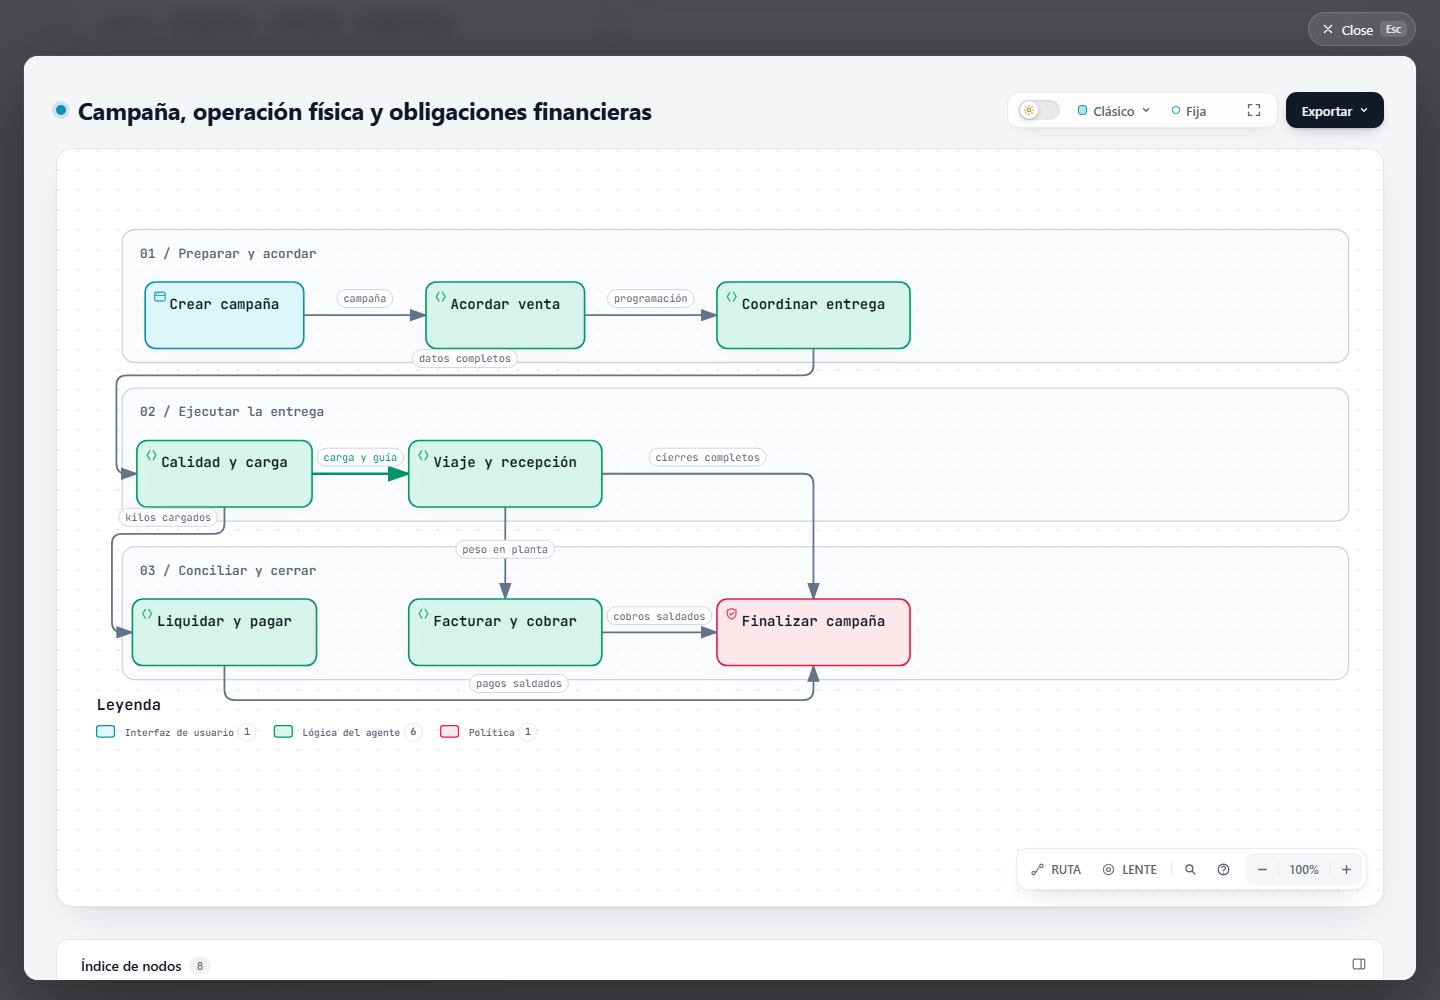 Close Esc
Campaña, operación física y obligaciones financieras
Clásico
Fija
Exportar
01 / Preparar y acordar
Crear campaña
campaña
Acordar venta
programación
Coordinar entrega
datos completos
02 / Ejecutar la entrega
Calidad y carga
carga y guía
Viaje y recepción
cierres completos
kilos cargados
peso en planta
03 / Conciliar y cerrar
Liquidar y pagar
Facturar y cobrar
cobros saldados
Finalizar campaña
pagos saldados
Leyenda
Interfaz de usuario 1
Lógica del agente 6
Política 1
RUTA
LENTE
100%
Índice de nodos 8